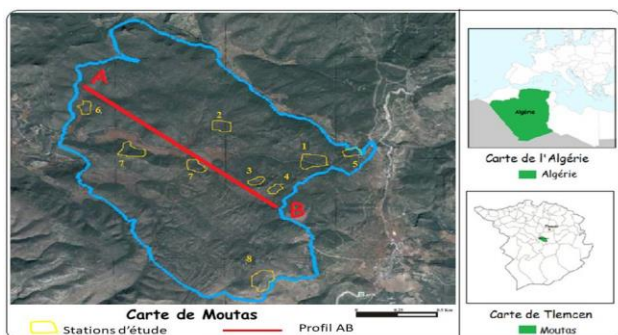 A
6
2
7
7
1
5
3
4
B
8
Carte de Moutas
Stations d'étude
Profil AB
Algérie
Carte de l'Algérie
Algérie
Carte de Tlemcen
Moutas